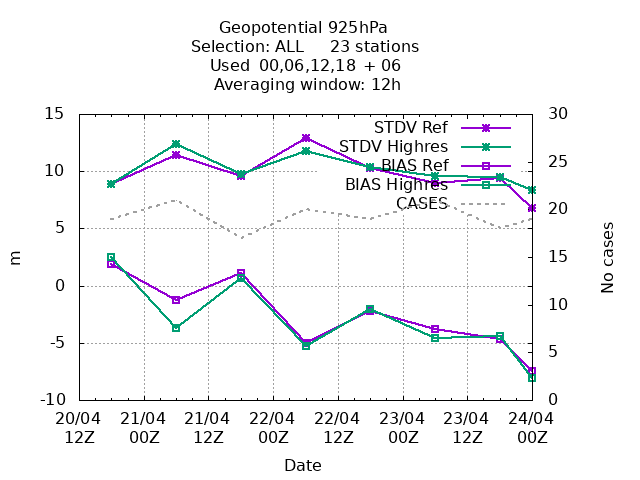 Geopotential 925hPa
Selection: ALL 23 stations
Used 00,06,12,18 + 06
Averaging window: 12h
15
10
5
0
-5
-10
m
30
25
20
15
10
5
0
No cases
STDV Ref
STDV Highres
BIAS Ref
BIAS Highres
CASES
20/04 21/04 21/04 22/04 22/04 23/04 23/04 24/04
12Z 00Z 12Z 00Z 12Z 00Z 12Z 00Z
Date